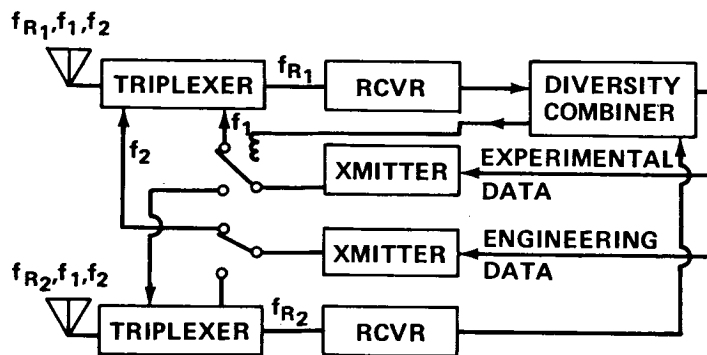 fR1,f1,f2
TRIPLEXER
fR1
RCVR
DIVERSITY
COMBINER
f1
f2
XMITTER
EXPERIMENTAL
DATA
XMITTER
ENGINEERING
DATA
fR2,f1,f2
TRIPLEXER
fR2
RCVR